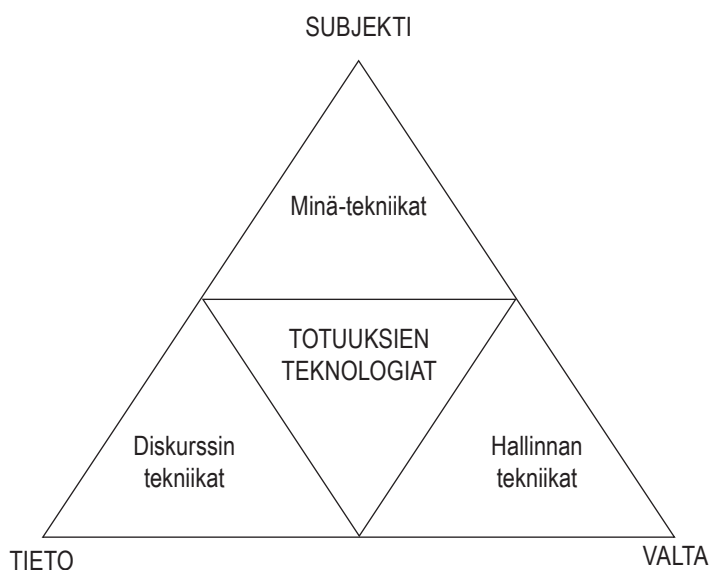 SUBJEKTI
Minä-tekniikat
TOTUUKSIEN
TEKNOLOGIAT
Diskurssin
tekniikat
Hallinnan
tekniikat
TIETO
VALTA